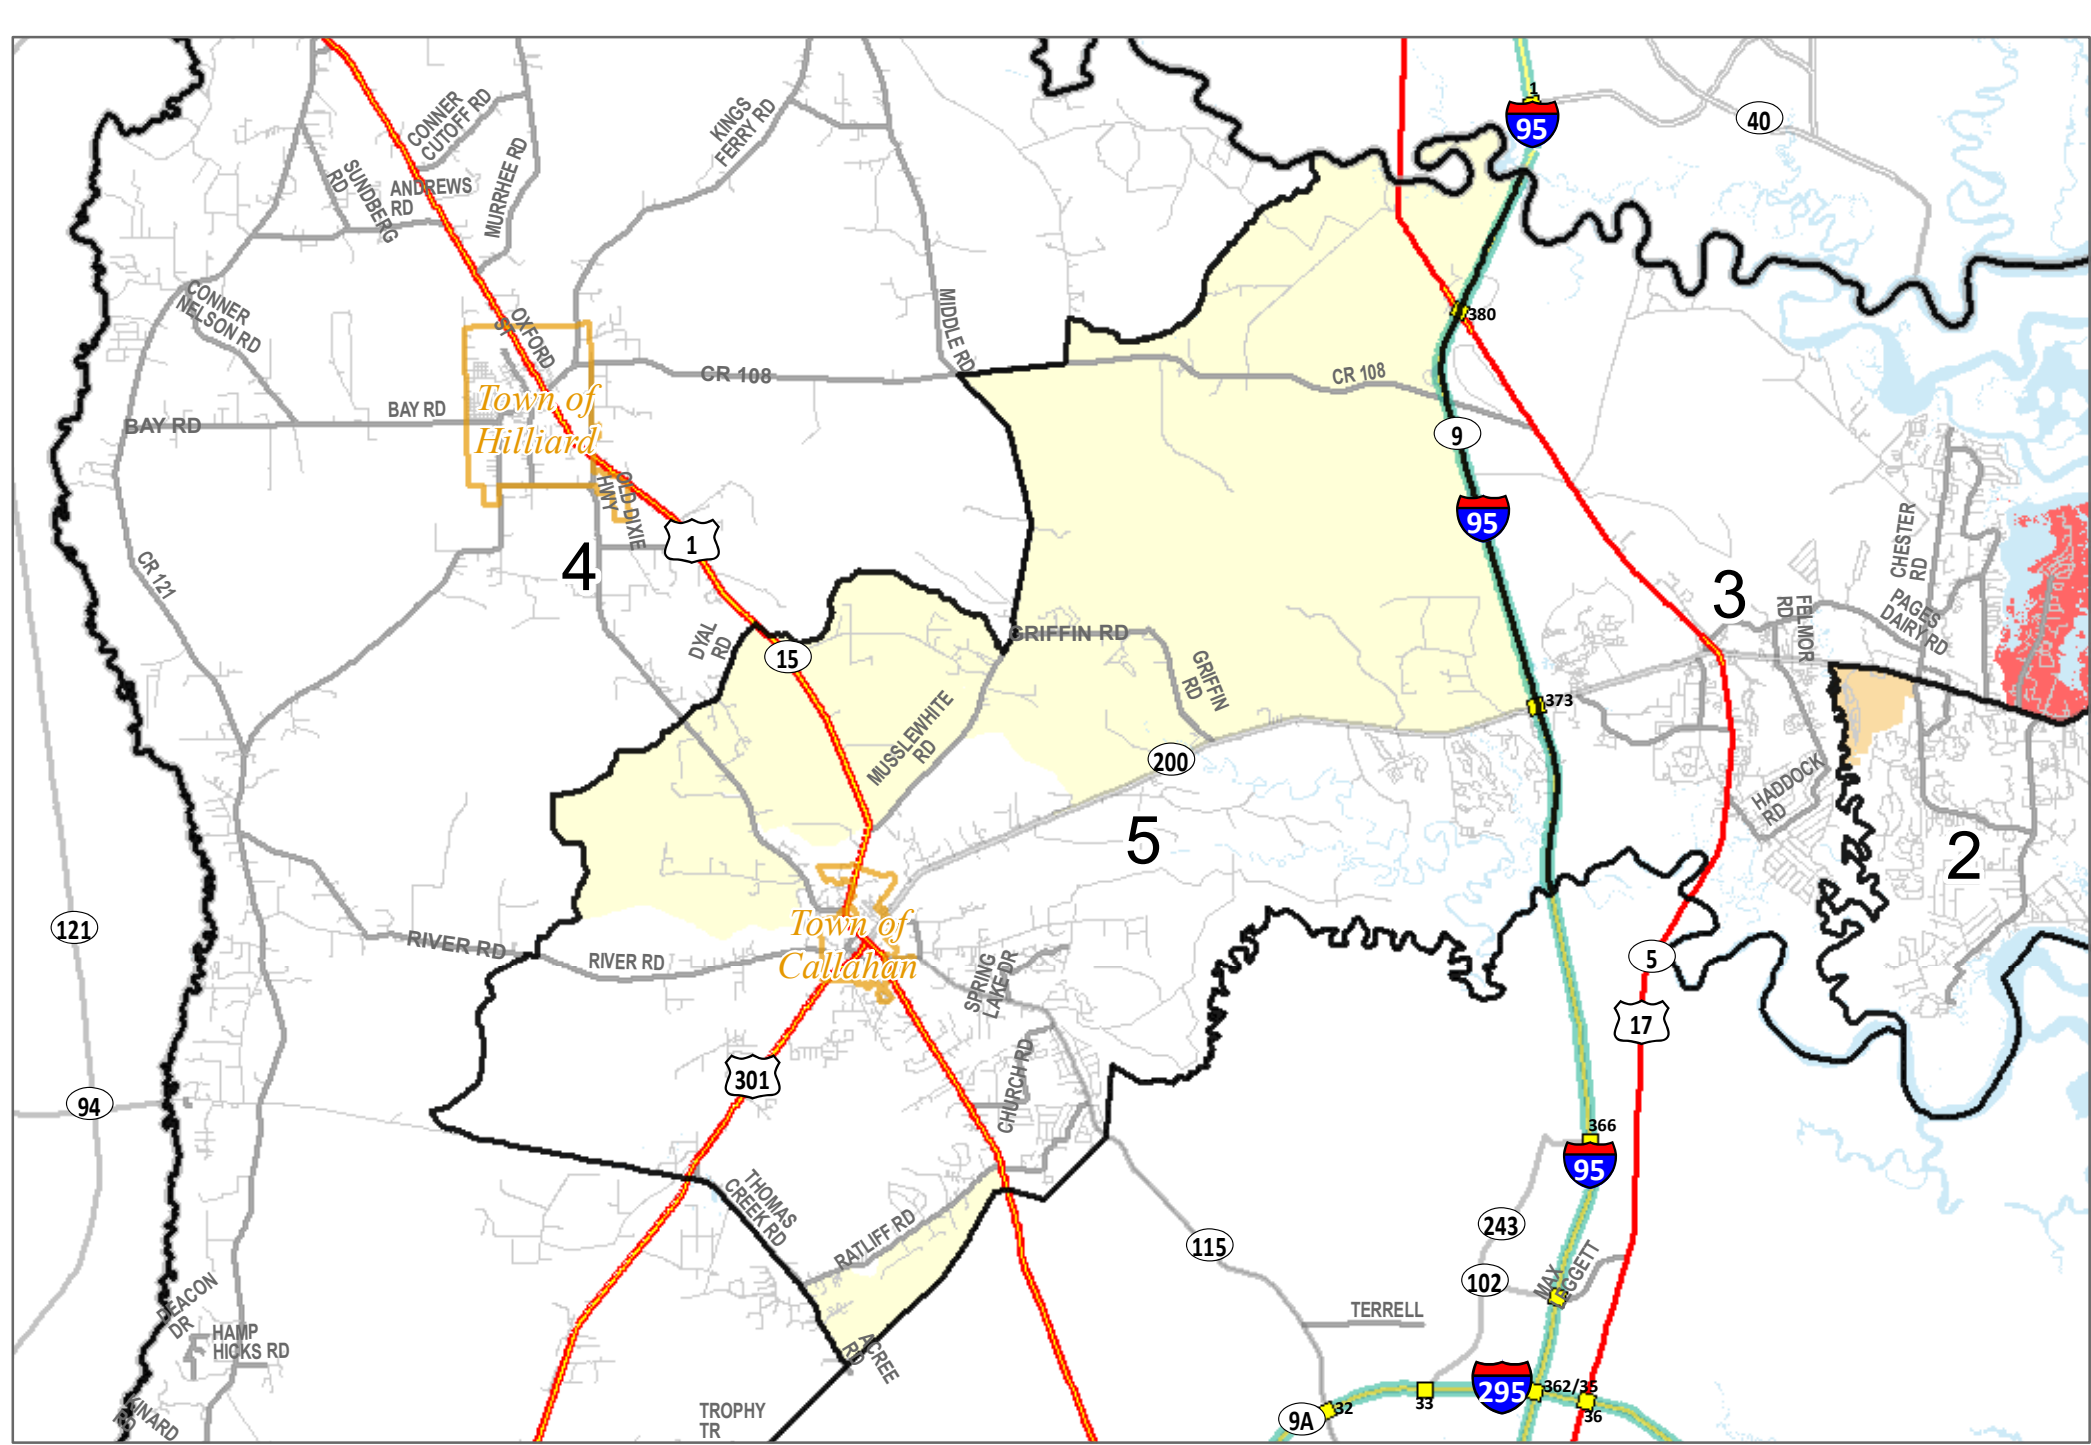 1
95
40
CONNER
CUTOFF RD
KINGS
FERRY RD
MURRHEE RD
SUNDBERG
RD
ANDREWS
RD
CONNER
NELSON RD
OXFORD
ST
MIDDLE RD
380
CR 108
CR 108
Town of
Hilliard
BAY RD
BAY RD
9
OLD DIXIE
HWY
95
1
CHESTER
RD
CR 121
4
3
FELMOR
RD
PAGES
DAIRY RD
DYAL
RD
15
GRIFFIN RD
GRIFFIN
RD
373
MUSSLEWHITE
RD
200
HADDOCK
RD
5
2
121
RIVER RD
RIVER RD
Town of
Callahan
SPRING
LAKE DR
5
17
301
CHURCH RD
94
366
95
THOMAS
CREEK RD
RATLIFF RD
243
115
102
MAX
LEGGETT
DEACON
DR
HAMP
HICKS RD
TERRELL
ACREE
RD
295
362/35
33
32
36
9A
TROPHY
TR
KINARD
RD